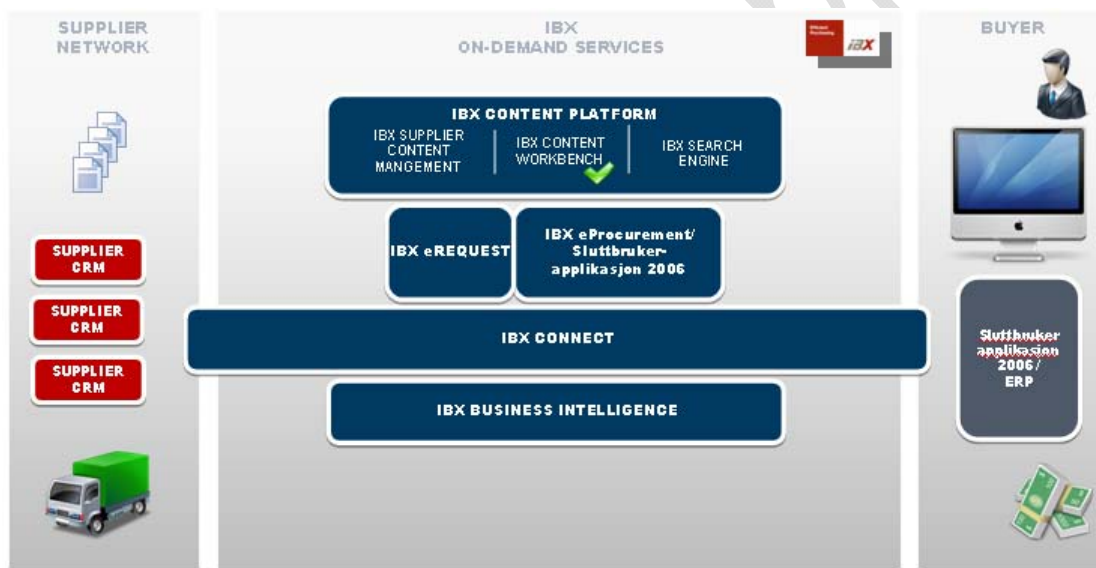 SUPPLIER
NETWORK
IBX
ON-DEMAND SERVICES
IBX
BUYER
IBX CONTENT PLATFORM
IBX SUPPLIER
CONTENT
MANGEMENT
IBX CONTENT
WORKBENCH
IBX SEARCH
ENGINE
IBX eREQUEST
IBX eProcurement/
Sluttbruker-
applikasjon 2006
SUPPLIER
CRM
SUPPLIER
CRM
SUPPLIER
CRM
IBX CONNECT
IBX BUSINESS INTELLIGENCE
Sluttbruker
applikasjon
2006 /
ERP